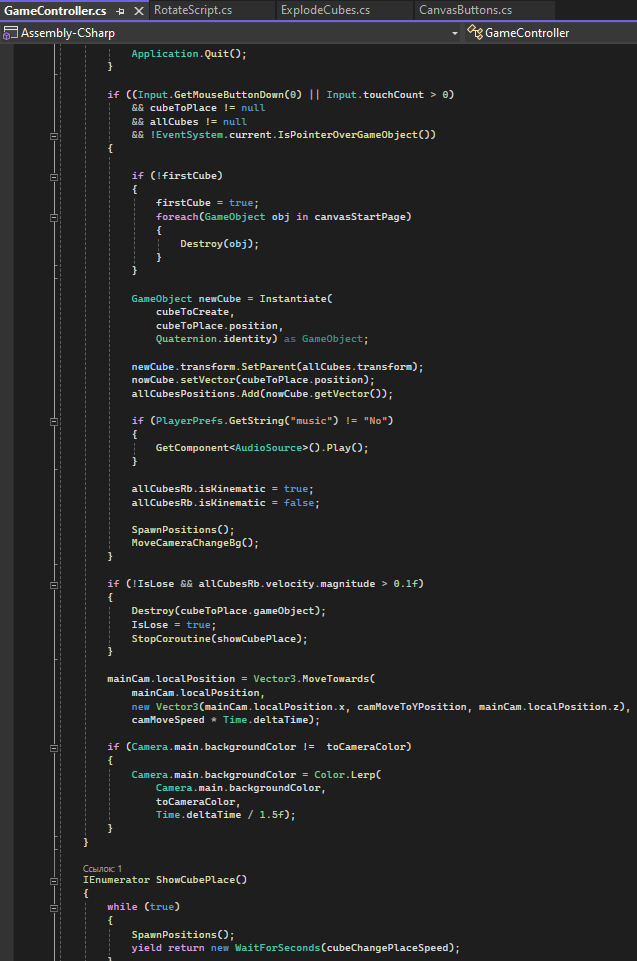 GameController.cs RotateScript.cs ExplodeCubes.cs CanvasButtons.cs
Assembly-CSharp GameController
Application.Quit();
}
if ((Input.GetMouseButtonDown(0) || Input.touchCount > 0)
&& cubeToPlace != null
&& allCubes != null
&& !EventSystem.current.IsPointerOverGameObject())
{
if (!firstCube)
{
firstCube = true;
foreach(GameObject obj in canvasStartPage)
{
Destroy(obj);
}
}
GameObject newCube = Instantiate(
cubeToCreate,
cubeToPlace.position,
Quaternion.identity) as GameObject;
newCube.transform.SetParent(allCubes.transform);
nowCube.setVector(cubeToPlace.position);
allCubesPositions.Add(nowCube.getVector());
if (PlayerPrefs.GetString("music") != "No")
{
GetComponent<AudioSource>().Play();
}
allCubesRb.isKinematic = true;
allCubesRb.isKinematic = false;
SpawnPositions();
MoveCameraChangeBg();
}
if (!IsLose && allCubesRb.velocity.magnitude > 0.1f)
{
Destroy(cubeToPlace.gameObject);
IsLose = true;
StopCoroutine(showCubePlace);
}
mainCam.localPosition = Vector3.MoveTowards(
mainCam.localPosition,
new Vector3(mainCam.localPosition.x, camMoveToYPosition, mainCam.localPosition.z),
camMoveSpeed * Time.deltaTime);
if (Camera.main.backgroundColor !=  toCameraColor)
{
Camera.main.backgroundColor = Color.Lerp(
Camera.main.backgroundColor,
toCameraColor,
Time.deltaTime / 1.5f);
}
}
Ссылок: 1
IEnumerator ShowCubePlace()
{
while (true)
{
SpawnPositions();
yield return new WaitForSeconds(cubeChangePlaceSpeed);
}